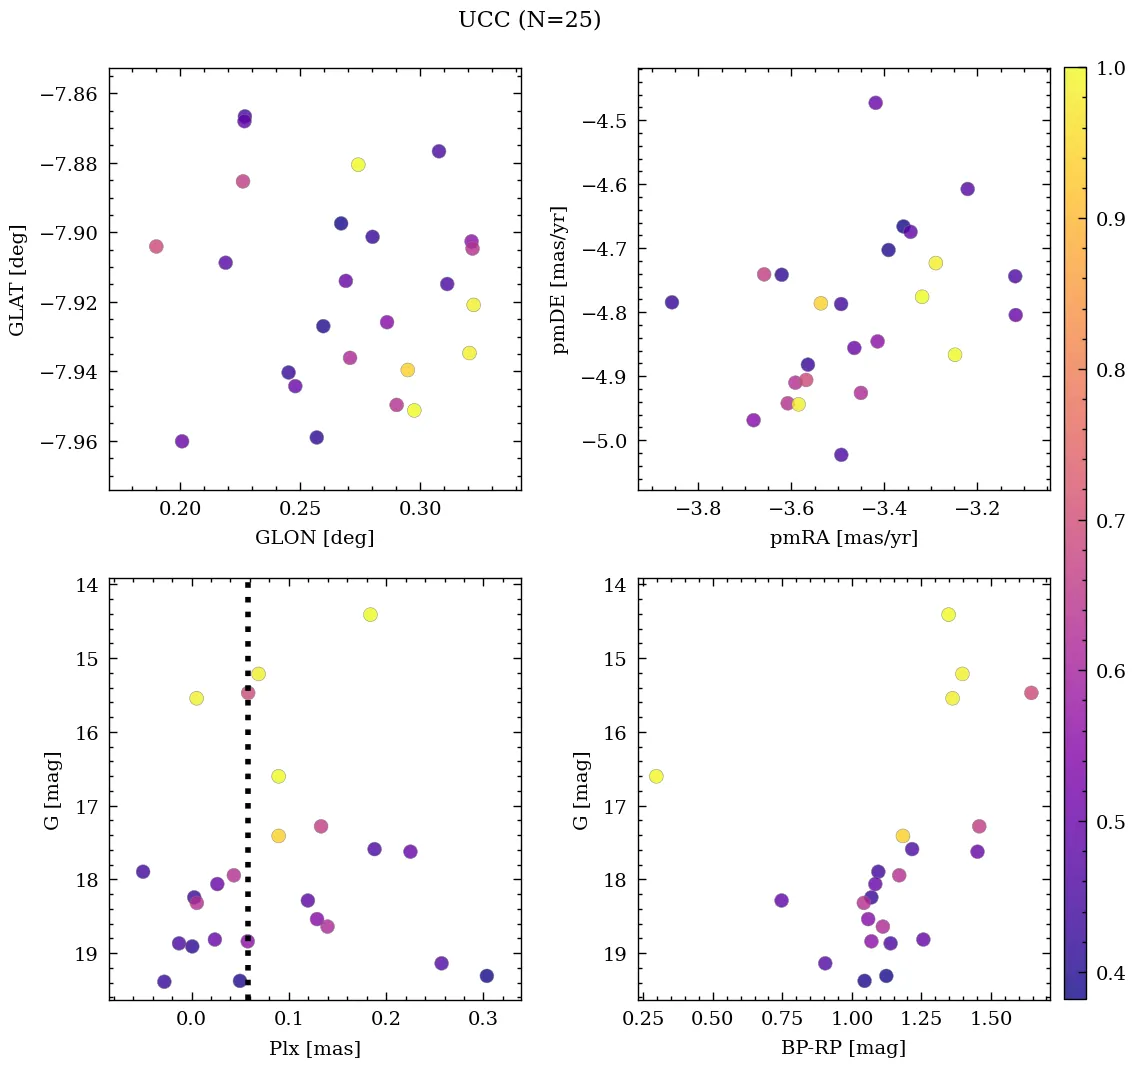 UCC (N=25)
−7.86
−7.88
−7.90
−7.92
−7.94
−7.96
GLAT [deg]
0.20 0.25 0.30
GLON [deg]
−4.5
−4.6
−4.7
−4.8
−4.9
−5.0
pmDE [mas/yr]
−3.8 −3.6 −3.4 −3.2
pmRA [mas/yr]
14
15
16
17
18
19
G [mag]
0.0 0.1 0.2 0.3
Plx [mas]
14
15
16
17
18
19
G [mag]
0.25 0.50 0.75 1.00 1.25 1.50
BP-RP [mag]
1.0
0.9
0.8
0.7
0.6
0.5
0.4